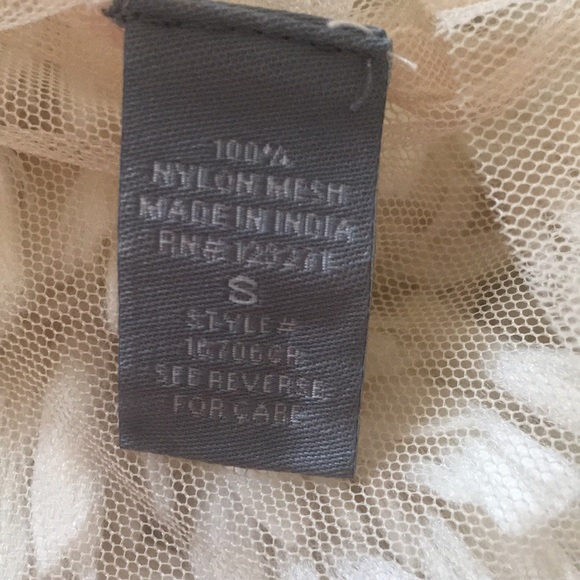 100%
NYLON MESH
MADE IN INDIA
RN#
S
STYLE#
SEE REVERSE
FOR CARE